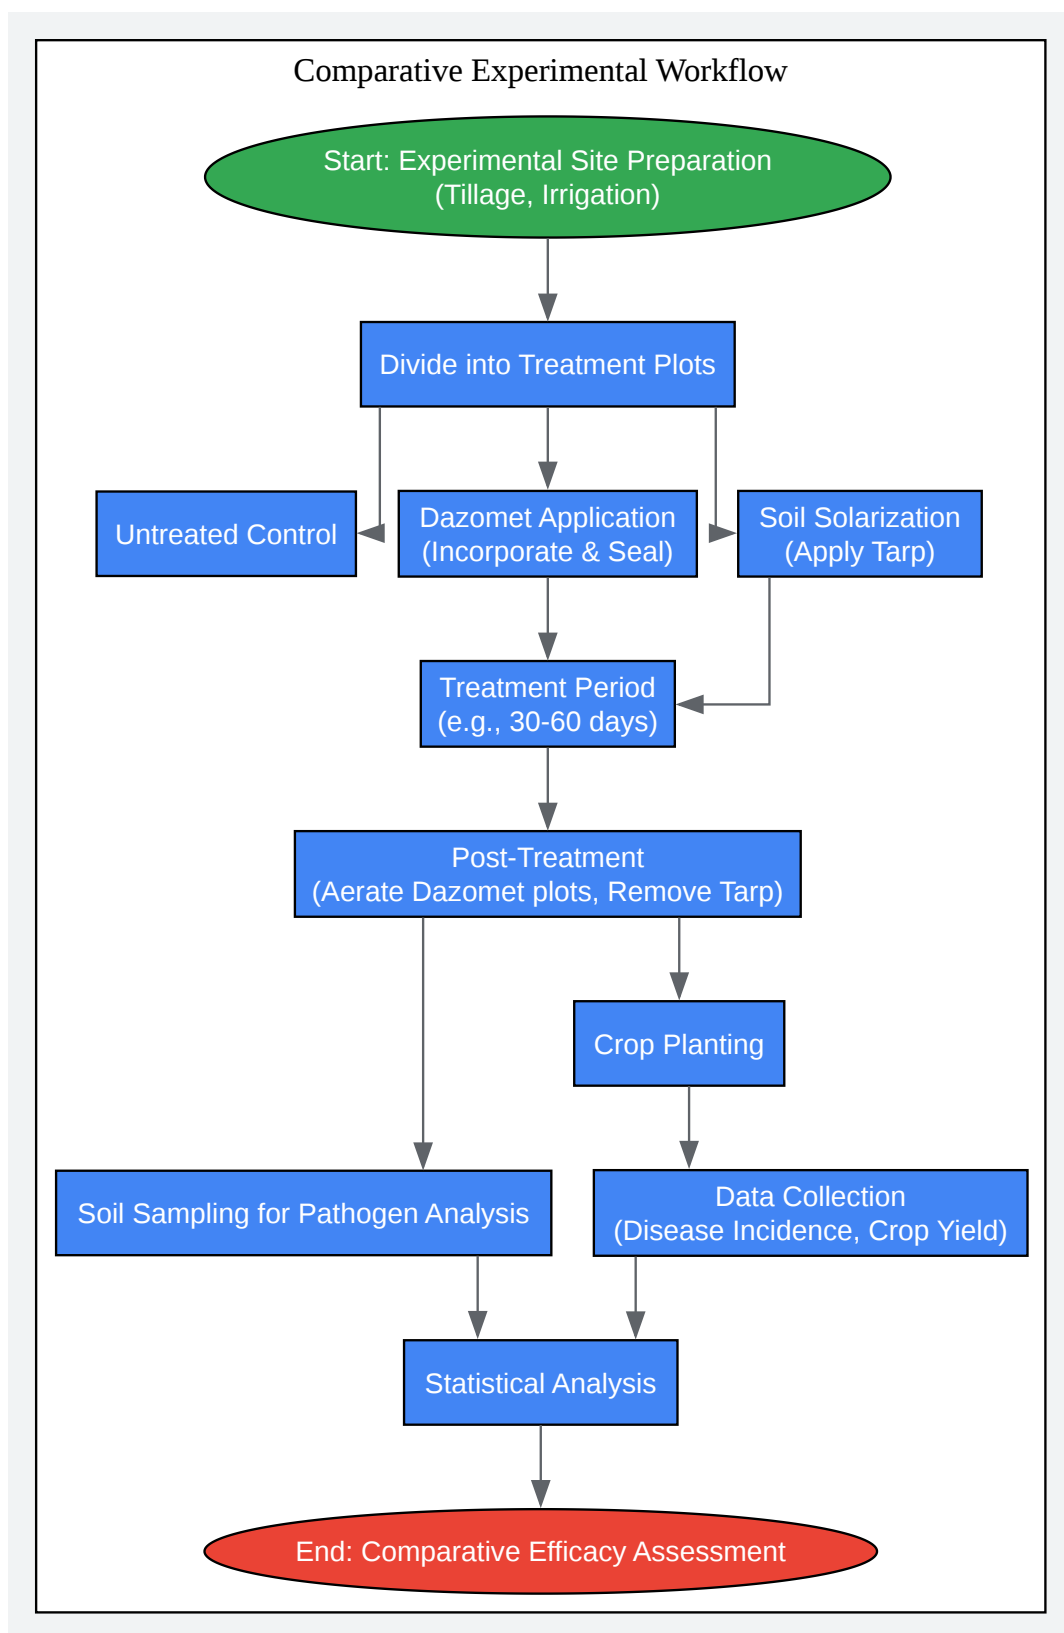 Comparative Experimental Workflow
Start: Experimental Site Preparation
(Tillage, Irrigation)
Divide into Treatment Plots
Untreated Control
Dazomet Application
(Incorporate & Seal)
Soil Solarization
(Apply Tarp)
Treatment Period
(e.g., 30-60 days)
Post-Treatment
(Aerate Dazomet plots, Remove Tarp)
Crop Planting
Soil Sampling for Pathogen Analysis
Data Collection
(Disease Incidence, Crop Yield)
Statistical Analysis
End: Comparative Efficacy Assessment